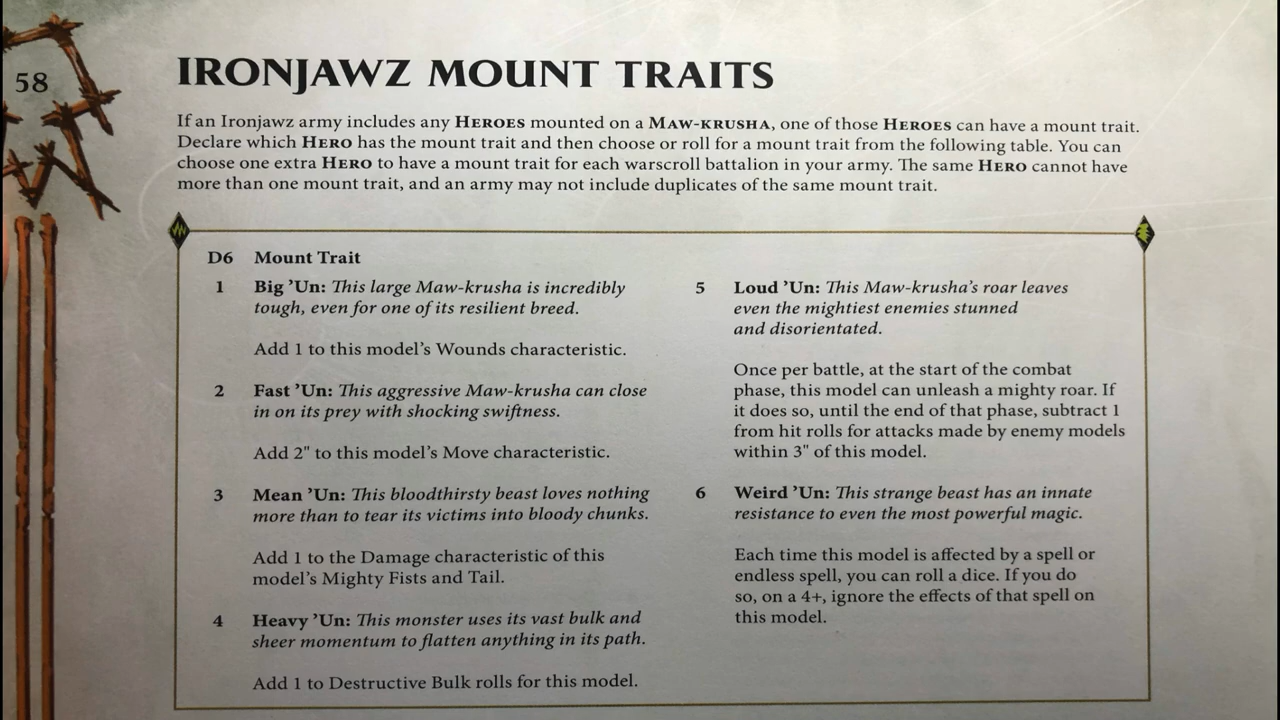 58
IRONJAWZ MOUNT TRAITS
If an Ironjawz army includes any HEROES mounted on a MAW-KRUSHA, one of those HEROES can have a mount trait.
Declare which HERO has the mount trait and then choose or roll for a mount trait from the following table. You can
choose one extra HERO to have a mount trait for each warscroll battalion in your army. The same HERO cannot have
more than one mount trait, and an army may not include duplicates of the same mount trait.
D6 Mount Trait
1 Big ’Un: This large Maw-krusha is incredibly
tough, even for one of its resilient breed.
Add 1 to this model’s Wounds characteristic.
2 Fast ’Un: This aggressive Maw-krusha can close
in on its prey with shocking swiftness.
Add 2" to this model’s Move characteristic.
3 Mean ’Un: This bloodthirsty beast loves nothing
more than to tear its victims into bloody chunks.
Add 1 to the Damage characteristic of this
model’s Mighty Fists and Tail.
4 Heavy ’Un: This monster uses its vast bulk and
sheer momentum to flatten anything in its path.
Add 1 to Destructive Bulk rolls for this model.
5 Loud ’Un: This Maw-krusha’s roar leaves
even the mightiest enemies stunned
and disorientated.
Once per battle, at the start of the combat
phase, this model can unleash a mighty roar. If
it does so, until the end of that phase, subtract 1
from hit rolls for attacks made by enemy models
within 3" of this model.
6 Weird ’Un: This strange beast has an innate
resistance to even the most powerful magic.
Each time this model is affected by a spell or
endless spell, you can roll a dice. If you do
so, on a 4+, ignore the effects of that spell on
this model.